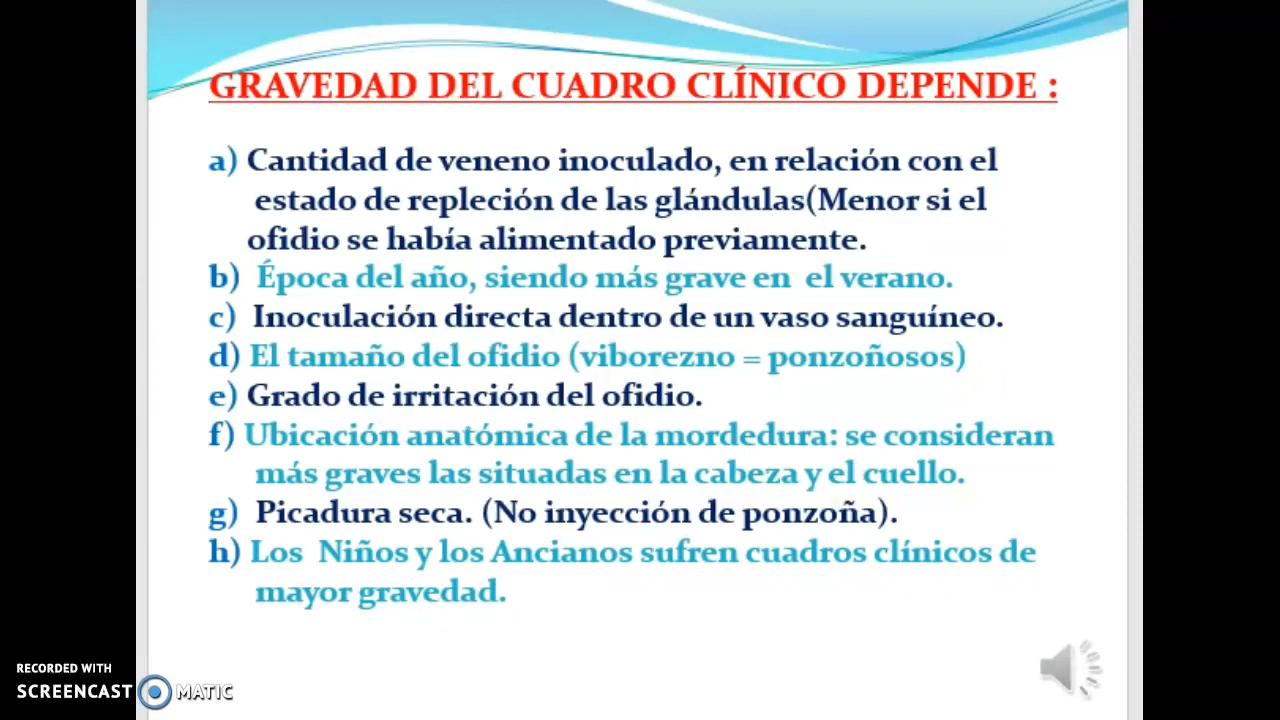 GRAVEDAD DEL CUADRO CLÍNICO DEPENDE :
a) Cantidad de veneno inoculado, en relación con el
estado de repleción de las glándulas(Menor si el
ofidio se había alimentado previamente.
b) Época del año, siendo más grave en el verano.
c) Inoculación directa dentro de un vaso sanguíneo.
d) El tamaño del ofidio (viborezno = ponzoñosos)
e) Grado de irritación del ofidio.
f) Ubicación anatómica de la mordedura: se consideran
más graves las situadas en la cabeza y el cuello.
g) Picadura seca. (No inyección de ponzoña).
h) Los Niños y los Ancianos sufren cuadros clínicos de
mayor gravedad.
RECORDED WITH
SCREENCAST MATIC